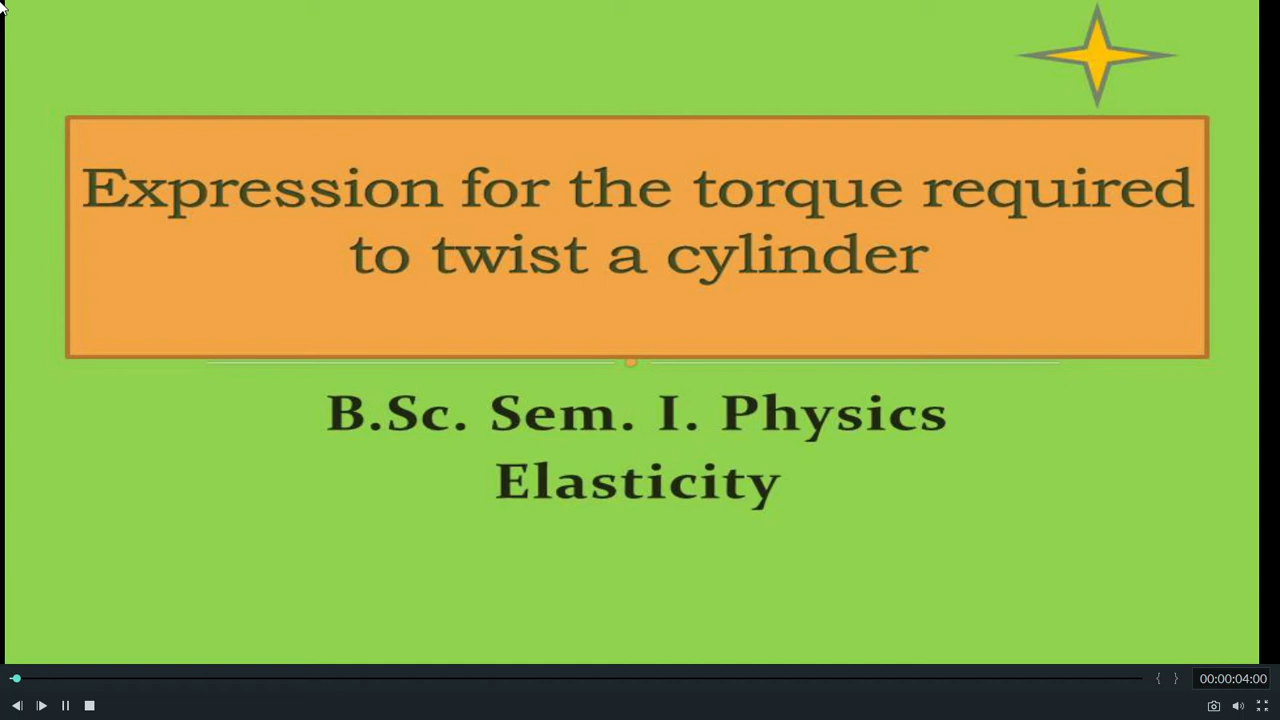 Expression for the torque required
to twist a cylinder
B.Sc. Sem. I. Physics
Elasticity
{ }
00:00:04:00